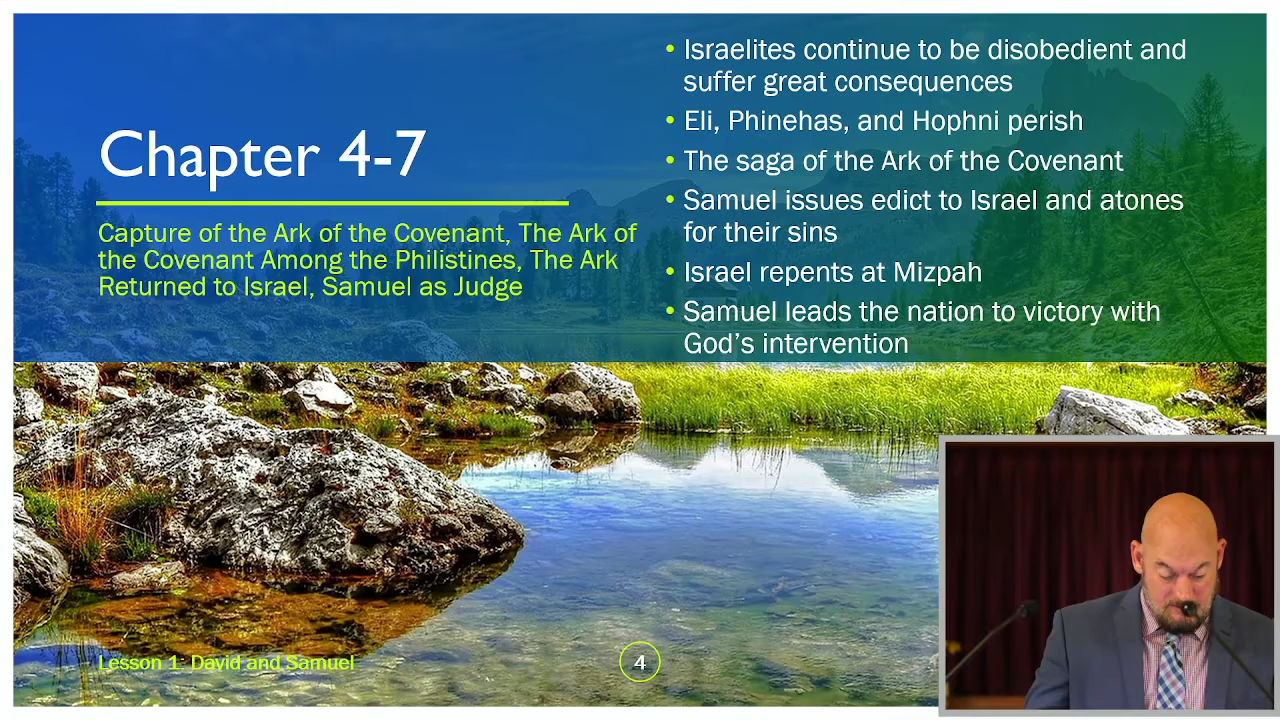 Chapter 4-7
Capture of the Ark of the Covenant, The Ark of
the Covenant Among the Philistines, The Ark
Returned to Israel, Samuel as Judge
• Israelites continue to be disobedient and
suffer great consequences
• Eli, Phinehas, and Hophni perish
• The saga of the Ark of the Covenant
• Samuel issues edict to Israel and atones
for their sins
• Israel repents at Mizpah
• Samuel leads the nation to victory with
God's intervention
Lesson 1: David and Samuel
4